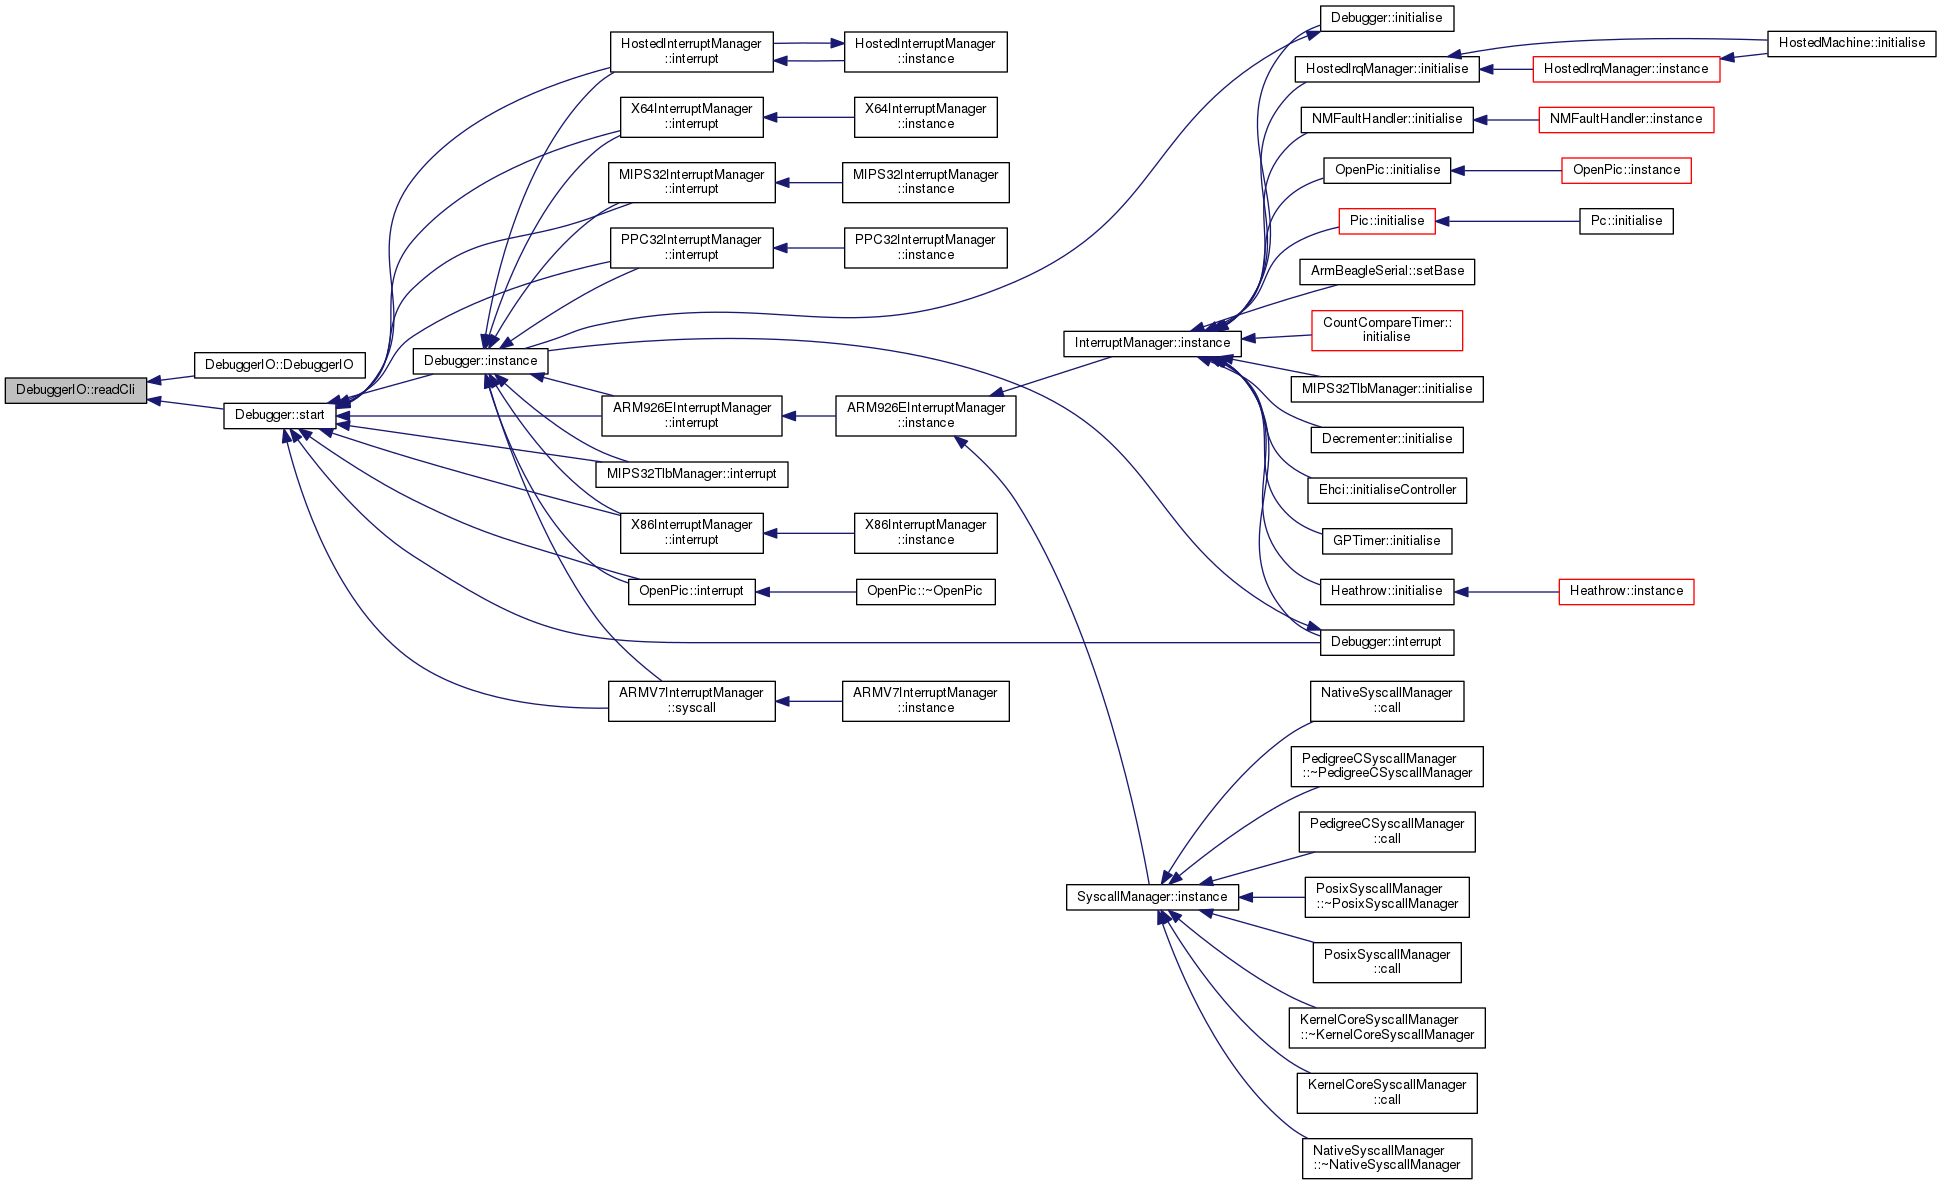 DebuggerIO::readCli
DebuggerIO::DebuggerIO
Debugger::start
Debugger::instance
HostedInterruptManager
::interrupt
X64InterruptManager
::interrupt
MIPS32InterruptManager
::interrupt
PPC32InterruptManager
::interrupt
ARM926EInterruptManager
::interrupt
MIPS32TlbManager::interrupt
X86InterruptManager
::interrupt
OpenPic::interrupt
ARMV7InterruptManager
::syscall
HostedInterruptManager
::instance
X64InterruptManager
::instance
MIPS32InterruptManager
::instance
PPC32InterruptManager
::instance
ARM926EInterruptManager
::instance
X86InterruptManager
::instance
OpenPic::~OpenPic
ARMV7InterruptManager
::instance
InterruptManager::instance
SyscallManager::instance
Debugger::initialise
HostedIrqManager::initialise
NMFaultHandler::initialise
OpenPic::initialise
Pic::initialise
ArmBeagleSerial::setBase
CountCompareTimer::
initialise
MIPS32TlbManager::initialise
Decrementer::initialise
Ehci::initialiseController
GPTimer::initialise
Heathrow::initialise
Debugger::interrupt
NativeSyscallManager
::call
PedigreeCSyscallManager
::~PedigreeCSyscallManager
PedigreeCSyscallManager
::call
PosixSyscallManager
::~PosixSyscallManager
PosixSyscallManager
::call
KernelCoreSyscallManager
::~KernelCoreSyscallManager
KernelCoreSyscallManager
::call
NativeSyscallManager
::~NativeSyscallManager
HostedIrqManager::instance
NMFaultHandler::instance
OpenPic::instance
Pc::initialise
Heathrow::instance
HostedMachine::initialise